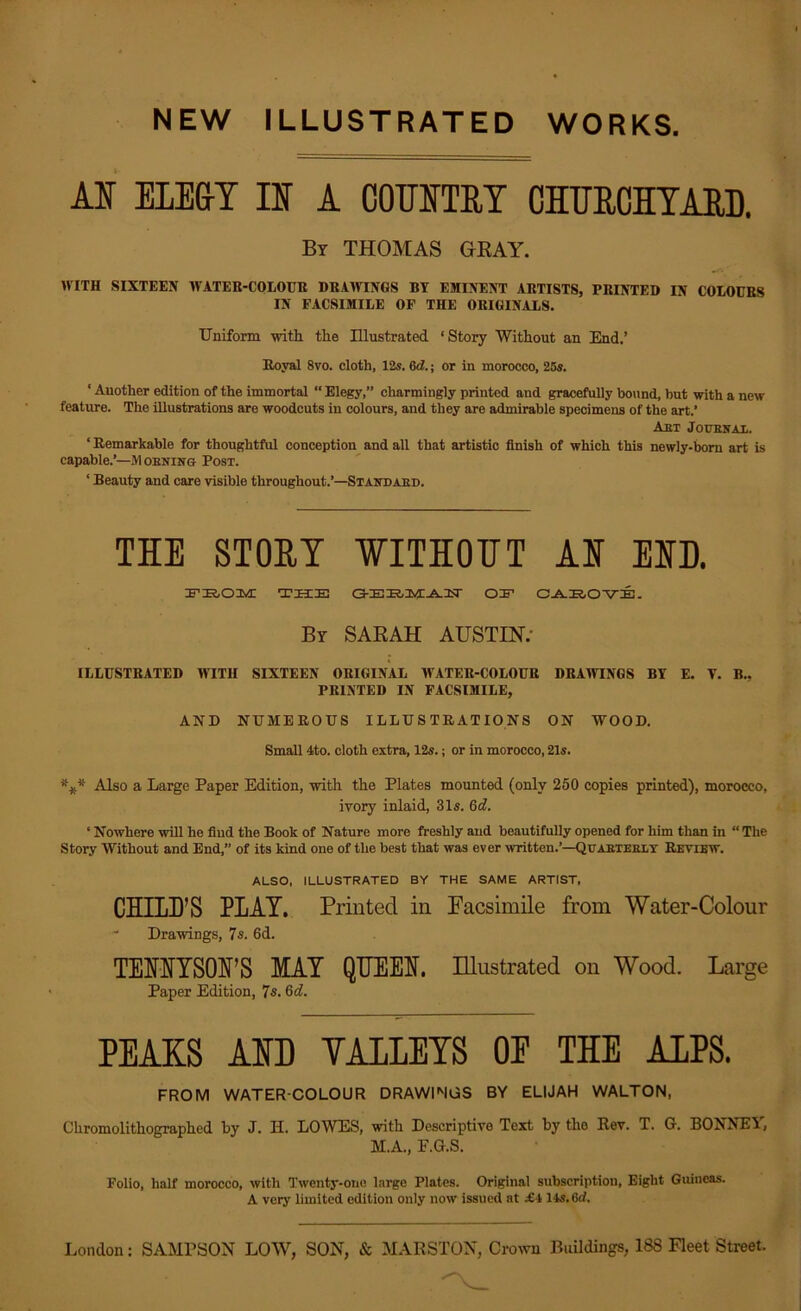 NEW ILLUSTRATED WORKS.
AN ELEGY IN A COUNTRY CHURCHYARD.
By THOMAS GRAY.
WITH SIXTEEN WATER-COLOUR DRAWINGS BY EMINENT ARTISTS, PRINTED IN COLOURS
IN FACSIMILE OF THE ORIGINALS.
Uniform with the Illustrated ‘Story Without an End.’
Royal 8vo. cloth, 12s. 6d.; or in morocco, 25s.
‘Another edition of the immortal “Elegy,” charmingly printed and gracefully bound, but with a new
feature. The illustrations are woodcuts in colours, and they are admirable specimens of the art.’
ART JOURNAL.
‘Remarkable for thoughtful conception and all that artistic finish of which this newly-born art is
capable.’—MORNING POST.
‘Beauty and care visible throughout.’—STANDARD.
THE STORY WITHOUT AN END.
FROM THE GERMAN OF CAROVÉ.
By SARAH AUSTIN.
ILLUSTRATED WITH SIXTEEN ORIGINAL WATER-COLOUR DRAWINGS BY E. V. B.,
PRINTED IN FACSIMILE,
AND NUMEROUS ILLUSTRATIONS ON WOOD.
Small 4to. cloth extra, 12s.; or in morocco, 21s.
*** Also a Large Paper Edition, with the Plates mounted (only 250 copies printed), morocco,
ivory inlaid, 31s. 6d.
‘Nowhere will he find the Book of Nature more freshly and beautifully opened for him than in “The
Story Without and End,” of its kind one of the best that was ever written.’—QUARTERLY REVIEW.
ALSO, ILLUSTRATED BY THE SAME ARTIST,
CHILD’S PLAY. Printed in Facsimile from Water-Colour
Drawings, 7s. 6d.
TENNYSON’S MAY QUEEN. Illustrated on Wood. Large
Paper Edition, 7s. 6d.
PEAKS AND VALLEYS OF THE ALPS.
FROM WATER-COLOUR DRAWINGS BY ELIJAH WALTON,
Chromolithographed by J. H. LOWES, with Descriptive Text by the Rev. T. G. BONNEY,
M.A., F.G.S.
Folio, half morocco, with Twenty-one large Plates. Original subscription, Eight Guineas.
A very limited edition only now issued at £4 14s. 6d.
London: SAMPSON LOW, SON, & MARSTON, Crown Buildings, 188 Fleet Street.